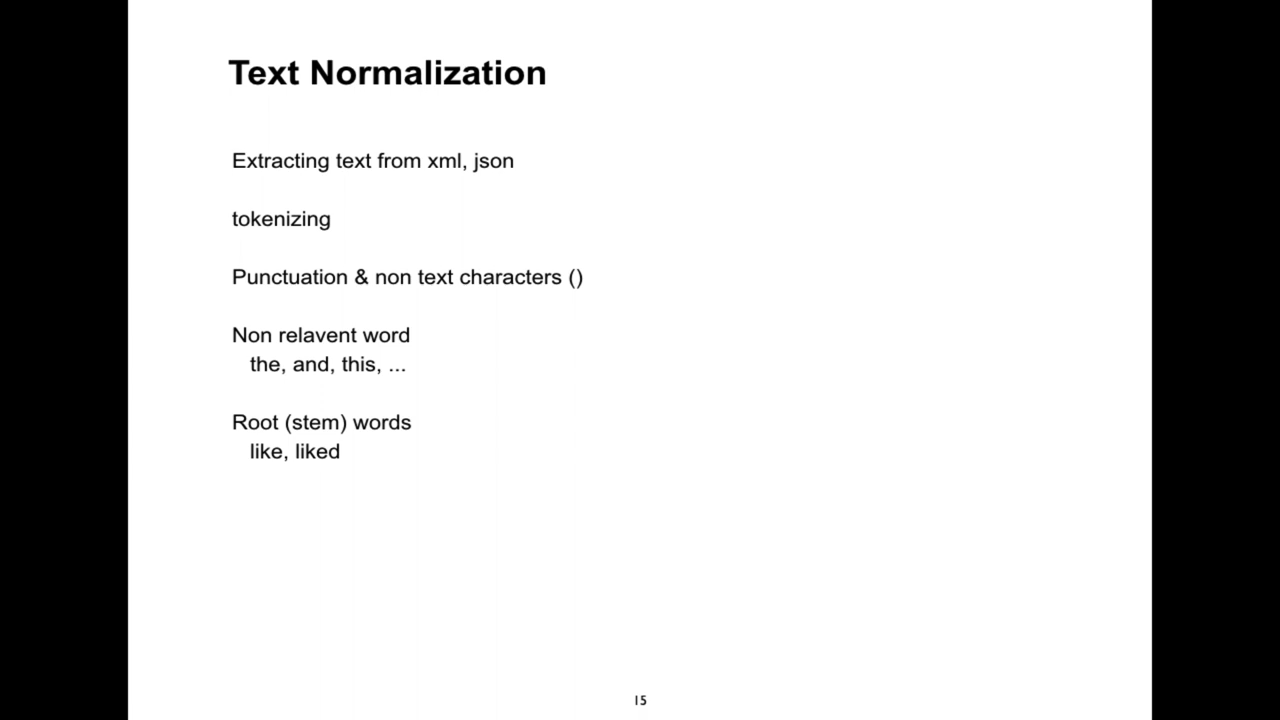 Text Normalization
Extracting text from xml, json
tokenizing
Punctuation & non text characters ()
Non relavent word
the, and, this, ...
Root (stem) words
like, liked
15